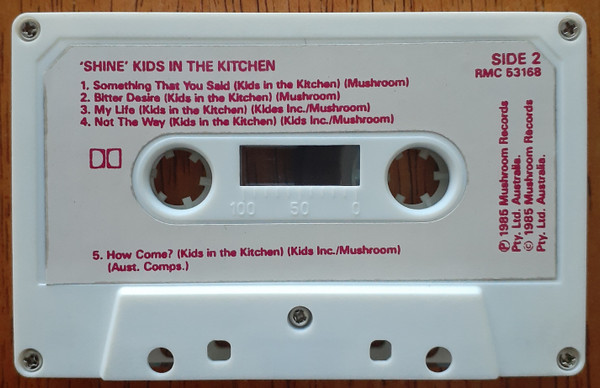 'SHINE' KIDS IN THE KITCHEN
SIDE 2
RMC 53168
1. Something That You Said (Kids in the Kitchen) (Mushroom)
2. Bitter Desire (Kids in the Kitchen) (Mushroom)
3. My Life (Kids in the Kitchen) (Kides Inc./Mushroom)
4. Not The Way (Kids in the Kitchen) (Kids Inc./Mushroom)
100 50 0
5. How Come? (Kids in the Kitchen) (Kids Inc./Mushroom)
(Aust. Comps.)
℗ 1985 Mushroom Records
Pty. Ltd. Australia.
© 1985 Mushroom Records
Pty. Ltd. Australia.